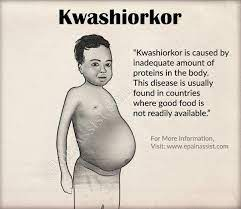 Kwashiorkor
"Kwashiorkor is caused by
inadequate amount of
proteins in the body.
This disease is usually
found in countries
where good food is
not readily available."
For More Information,
Visit: www.epainassist.com